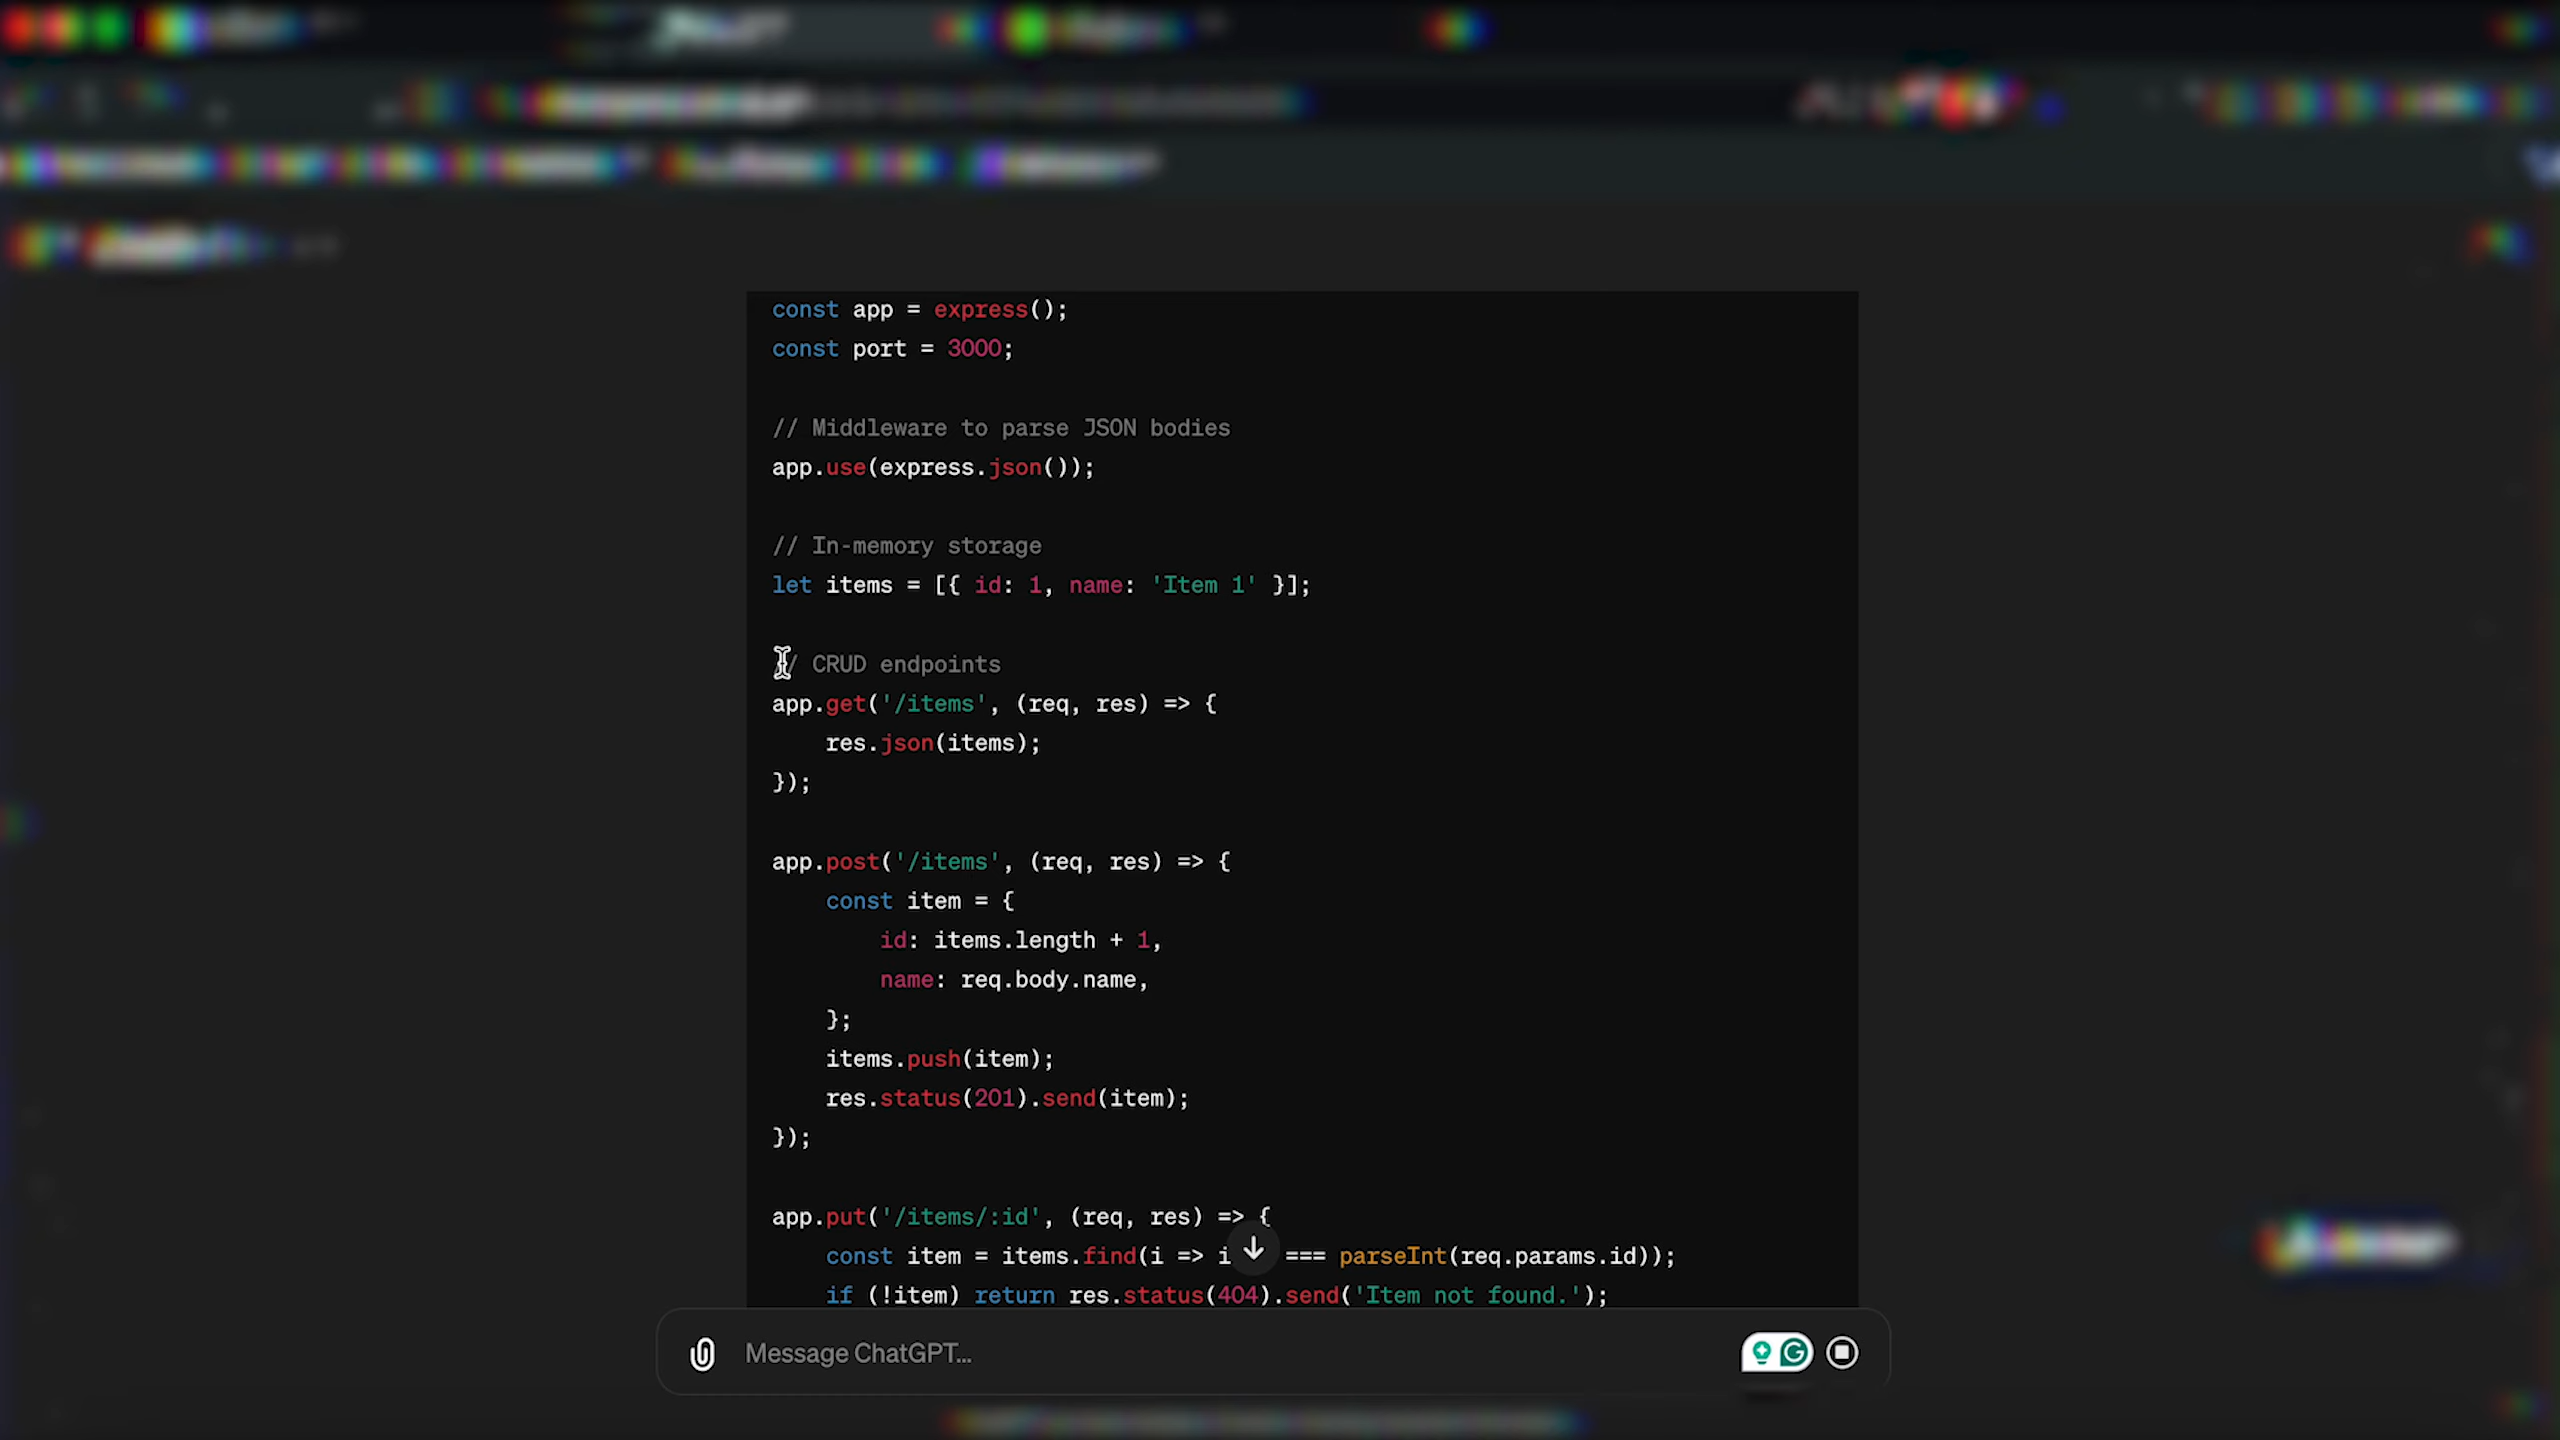 const app = express();
const port = 3000;
// Middleware to parse JSON bodies
app.use(express.json());
// In-memory storage
let items = [{ id: 1, name: 'Item 1' }];
// CRUD endpoints
app.get('/items', (req, res) => {
    res.json(items);
});
app.post('/items', (req, res) => {
    const item = {
        id: items.length + 1,
        name: req.body.name,
    };
    items.push(item);
    res.status(201).send(item);
});
app.put('/items/:id', (req, res) => {
    const item = items.find(i => i === parseInt(req.params.id));
    if (!item) return res.status(404).send('Item not found.');
Message ChatGPT...